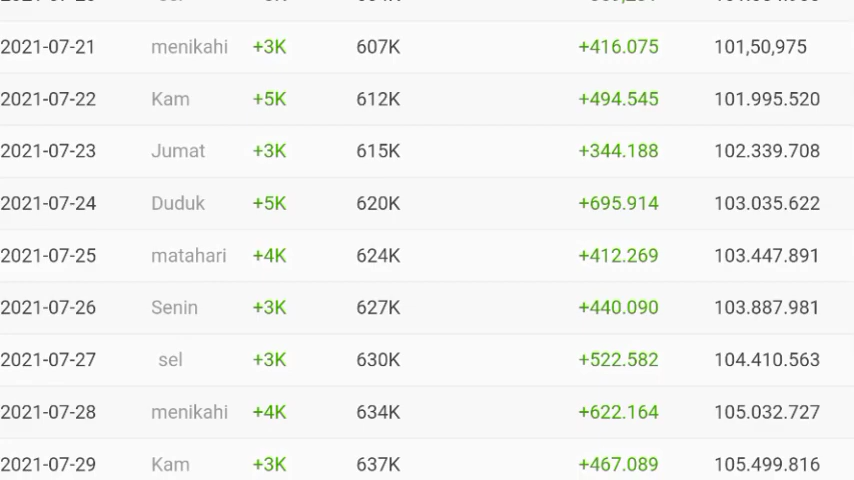 2021-07-21 menikahi +3K 607K +416.075 101,50,975
2021-07-22 Kam +5K 612K +494.545 101.995.520
2021-07-23 Jumat +3K 615K +344.188 102.339.708
2021-07-24 Duduk +5K 620K +695.914 103.035.622
2021-07-25 matahari +4K 624K +412.269 103.447.891
2021-07-26 Senin +3K 627K +440.090 103.887.981
2021-07-27 sel +3K 630K +522.582 104.410.563
2021-07-28 menikahi +4K 634K +622.164 105.032.727
2021-07-29 Kam +3K 637K +467.089 105.499.816